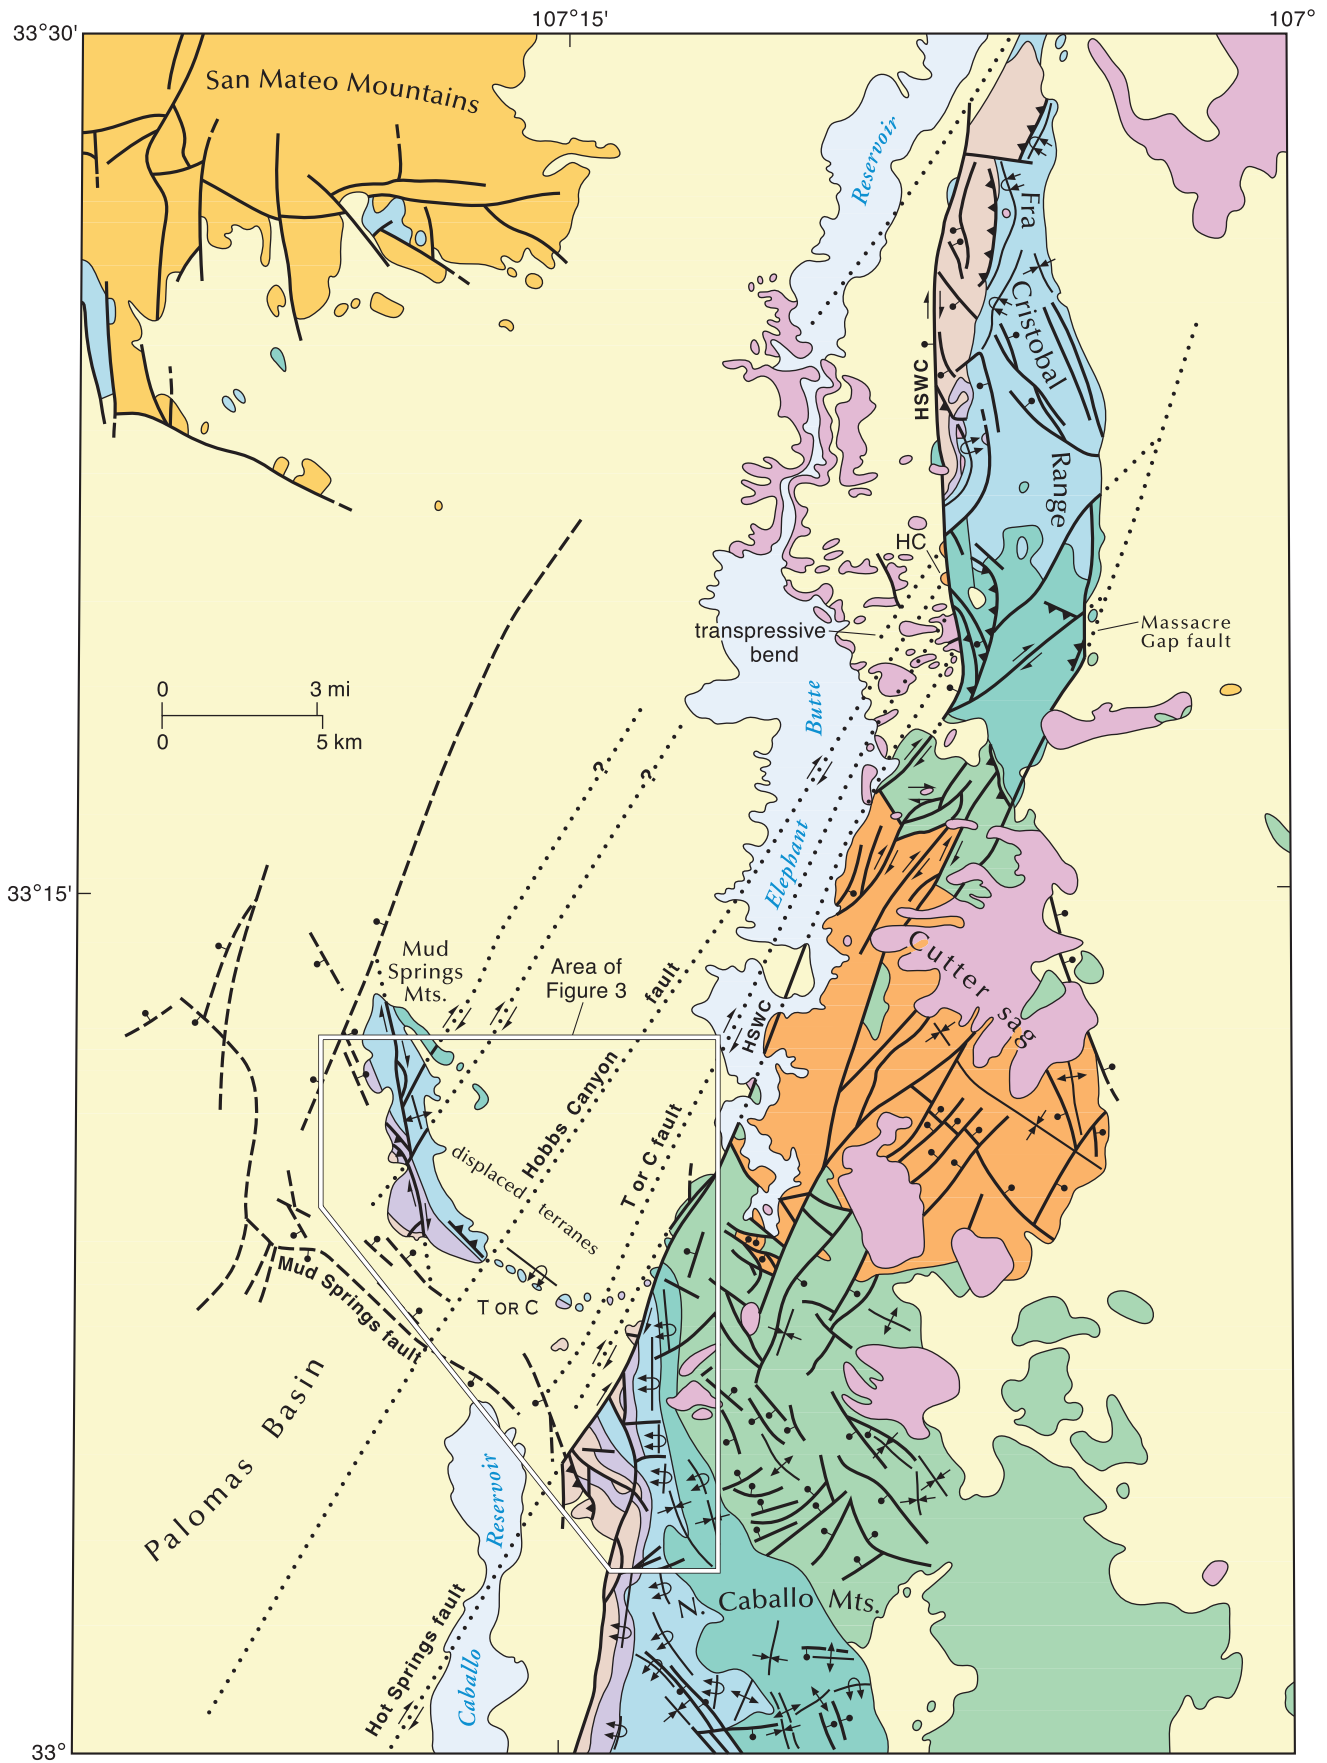 107°15'
107°
33°30'
San Mateo Mountains
Reservoir
Fra
Cristobal
HSWC
Range
HC
transpressive
bend
Massacre
Gap fault
0 3 mi
0 5 km
Butte
?
?
Elephant
33°15'
Mud
Springs
Mts.
Area of
Figure 3
fault
Cutter sag
HSWC
Hobbs Canyon
T or C fault
displaced terranes
Mud Springs fault
T OR C
Palomas Basin
Reservoir
N. Caballo Mts.
Hot Springs fault
Caballo
33°